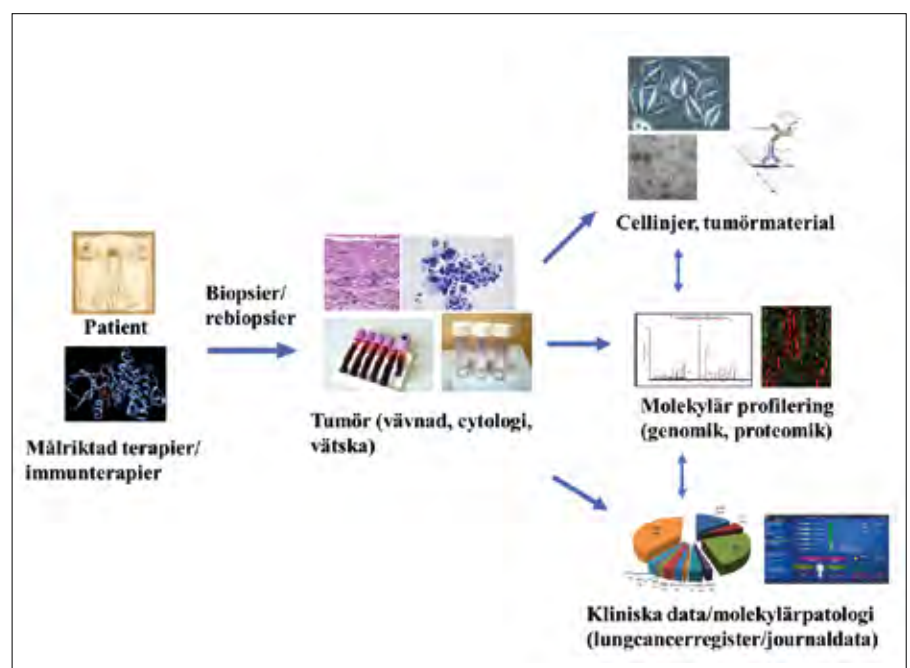 Patient
Målriktad terapier/
immunterapier
Biopsier/
rebiopsier
Tumör (vävnad, cytologi,
vätska)
Cellinjer, tumörmaterial
Molekylär profilering
(genomik, proteomik)
Kliniska data/molekylärpatologi
(lungcancerregister/journaldata)